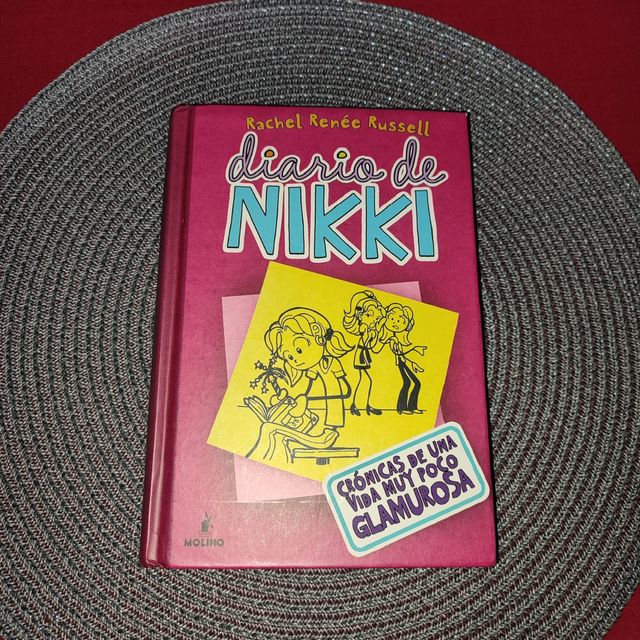 Rachel Renée Russell
diario de
NIKKI
CRÓNICAS DE UNA
VIDA MUY POCO
GLAMUROSA
MOLINO